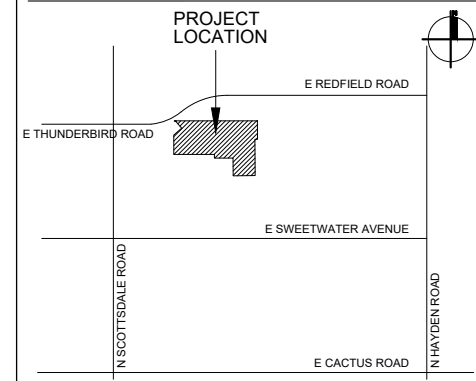 PROJECT
LOCATION
E REDFIELD ROAD
E THUNDERBIRD ROAD
E SWEETWATER AVENUE
N SCOTTSDALE ROAD
N HAYDEN ROAD
E CACTUS ROAD